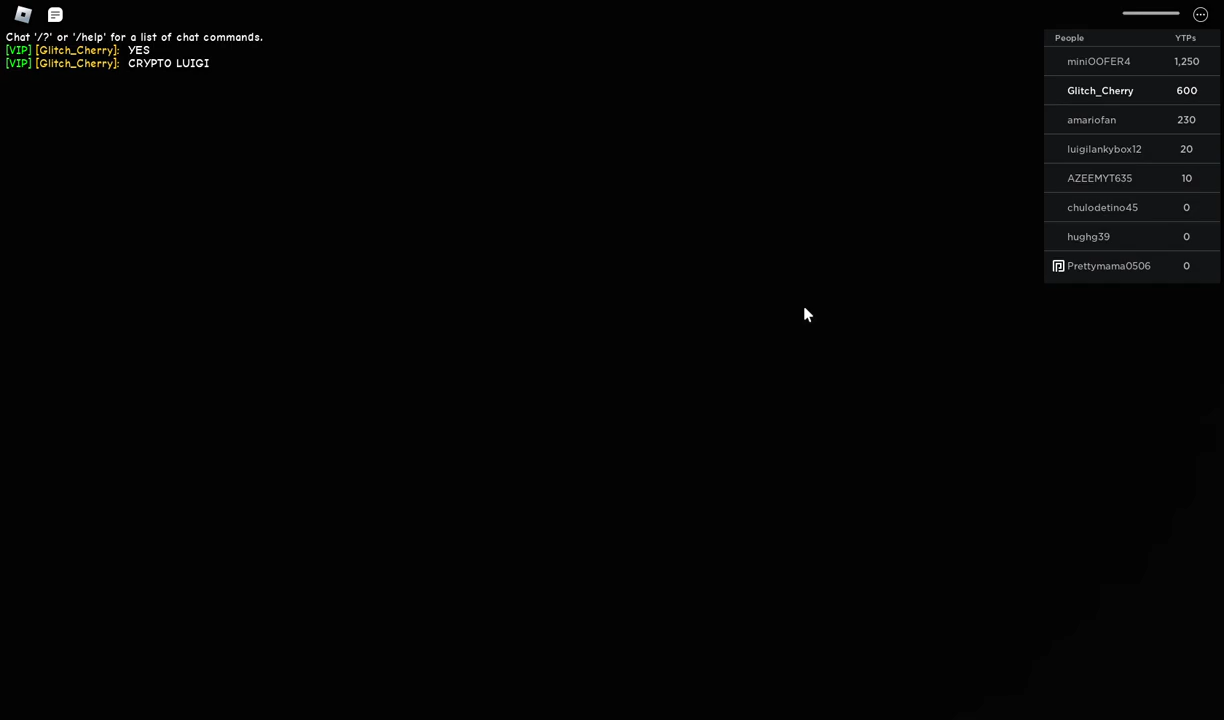 Chat '/?' or '/help' for a list of chat commands.
[VIP] [Glitch_Cherry]: YES
[VIP] [Glitch_Cherry]: CRYPTO LUIGI
People YTPs
miniOOFER4 1,250
Glitch_Cherry 600
amariofan 230
luigilankybox12 20
AZEEMYT635 10
chulodetino45 0
hughg39 0
Prettymama0506 0